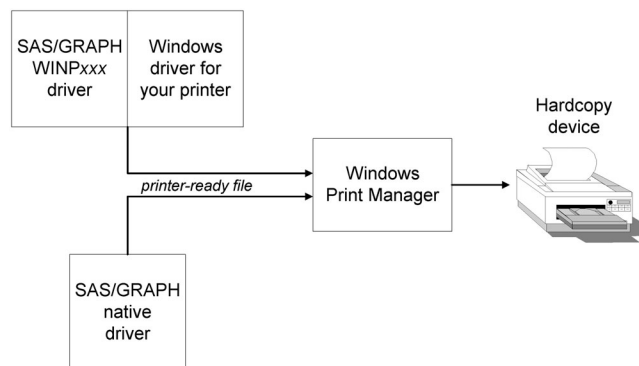 SAS/GRAPH
WINPxxx
driver
Windows
driver for
your printer
Hardcopy
device
printer-ready file
Windows
Print Manager
SAS/GRAPH
native
driver